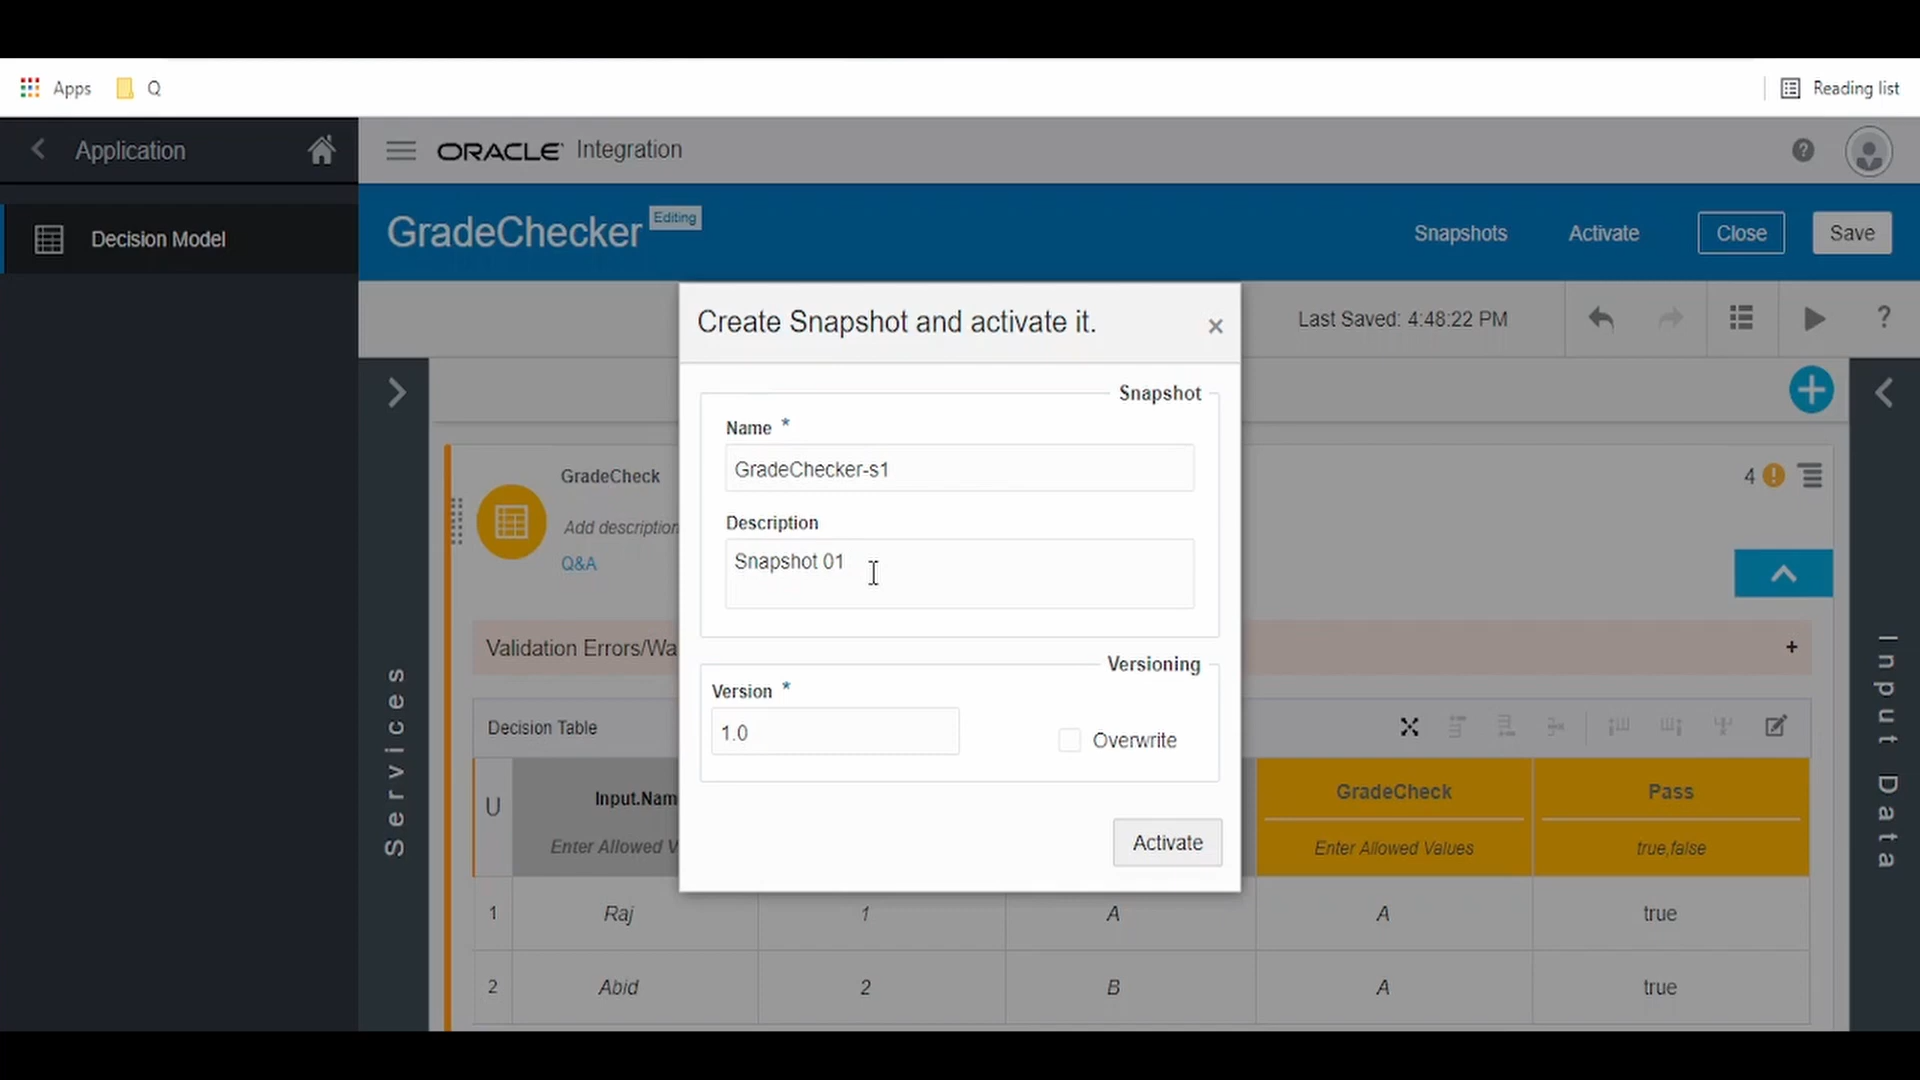 Apps Q Reading list
Application
ORACLE Integration
Decision Model
GradeChecker Editing
Snapshots Activate Close Save
Create Snapshot and activate it. ×
Last Saved: 4:48:22 PM ?
Snapshot
Name *
GradeChecker-s1
GradeCheck
4
Description
Add description
Snapshot 01
Q&A
Validation Errors/Wa +
Versioning
Version *
1.0
Overwrite
Services
Input Data
Decision Table
U Input.Nam GradeCheck Pass
Enter Allowed V Enter Allowed Values true,false
Activate
1 Raj 1 A A true
2 Abid 2 B A true